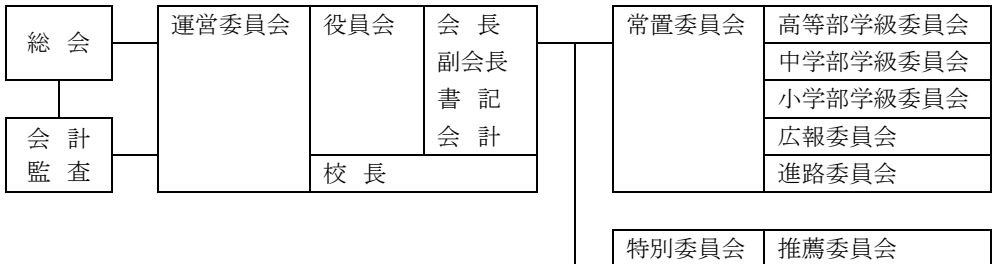 総 会
会 計
監 査
運営委員会
役員会
会 長
副会長
書 記
会 計
校 長
常置委員会
高等部学級委員会
中学部学級委員会
小学部学級委員会
広報委員会
進路委員会
特別委員会
推薦委員会